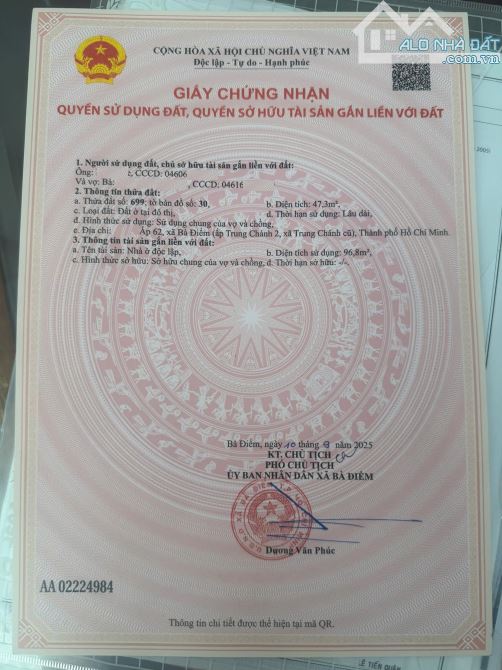 ALO NHÀ ĐẤT
.com.vn
CỘNG HÒA XÃ HỘI CHỦ NGHĨA VIỆT NAM
Độc lập - Tự do - Hạnh phúc
GIẤY CHỨNG NHẬN
QUYỀN SỬ DỤNG ĐẤT, QUYỀN SỞ HỮU TÀI SẢN GẮN LIỀN VỚI ĐẤT
1. Người sử dụng đất, chủ sở hữu tài sản gắn liền với đất:
Ông: , CCCD: 04606
Và vợ: Bà: , CCCD: 04616
2. Thông tin thửa đất:
a. Thửa đất số: 699; tờ bản đồ số: 30, b. Diện tích: 47,3m².
c. Loại đất: Đất ở tại đô thị, d. Thời hạn sử dụng: Lâu dài,
đ. Hình thức sử dụng: Sử dụng chung của vợ và chồng,
e. Địa chỉ: Ấp 62, xã Bà Điểm (ấp Trung Chánh 2, xã Trung Chánh cũ), Thành phố Hồ Chí Minh.
3. Thông tin tài sản gắn liền với đất:
a. Tên tài sản: Nhà ở độc lập, b. Diện tích sử dụng: 96,8m²,
c. Hình thức sở hữu: Sở hữu chung của vợ và chồng, d. Thời hạn sở hữu: -/-.
Bà Điểm, ngày 10 tháng 9 năm 2025
KT. CHỦ TỊCH
PHÓ CHỦ TỊCH
ỦY BAN NHÂN DÂN XÃ BÀ ĐIỂM
Dương Văn Phúc
AA 02224984
Thông tin chi tiết được thể hiện tại mã QR.
LÊ TIẾN QUÂN
2005)